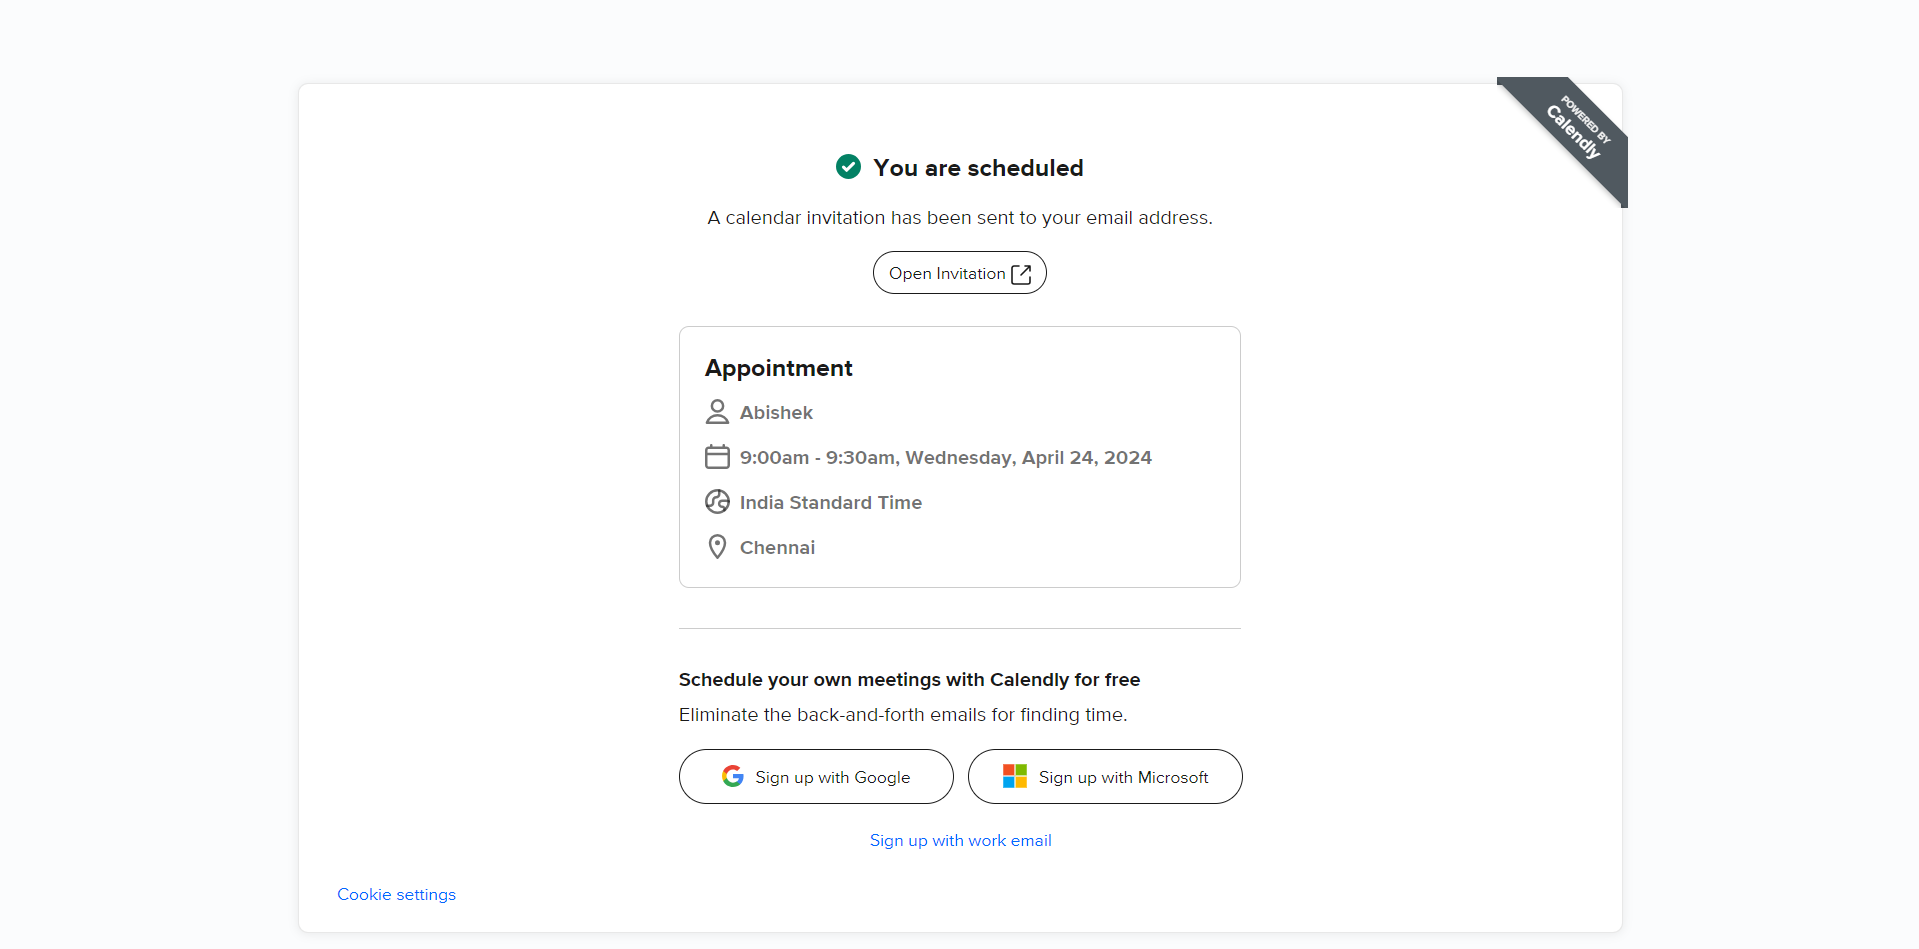 POWERED BY
Calendly
You are scheduled
A calendar invitation has been sent to your email address.
Open Invitation
Appointment
Abishek
9:00am - 9:30am, Wednesday, April 24, 2024
India Standard Time
Chennai
Schedule your own meetings with Calendly for free
Eliminate the back-and-forth emails for finding time.
Sign up with Google
Sign up with Microsoft
Sign up with work email
Cookie settings